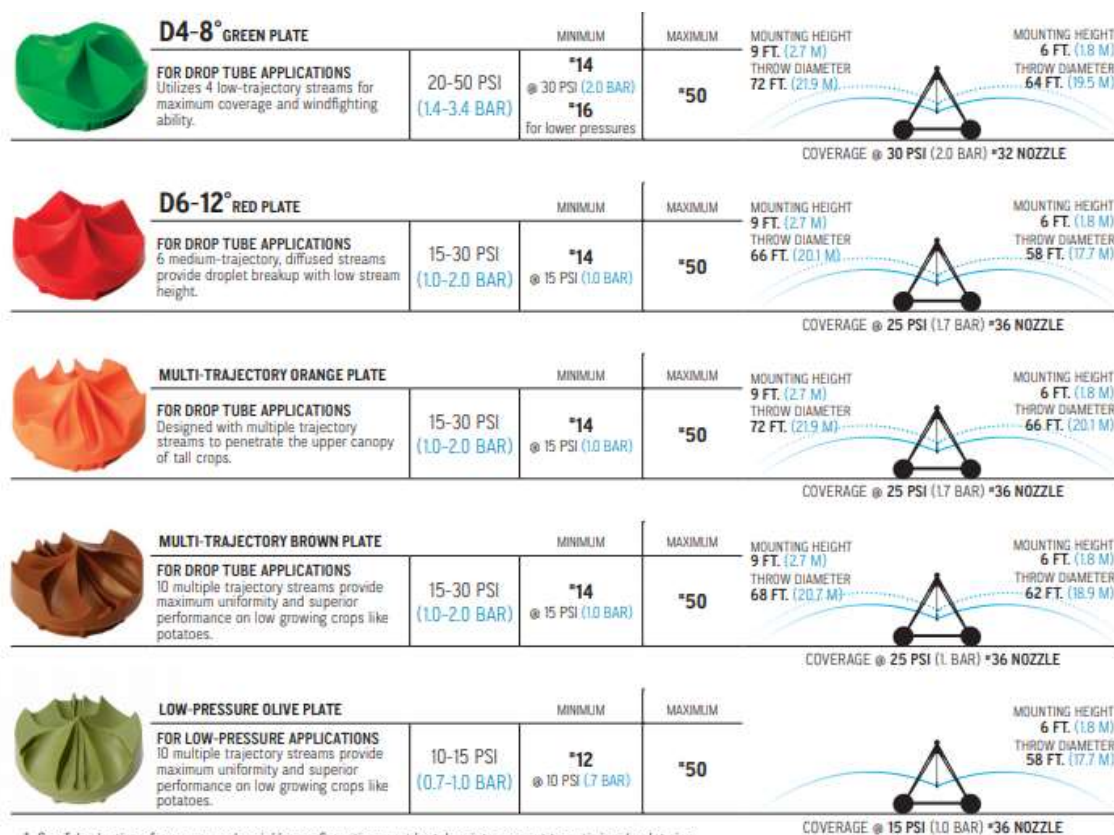 D4-8° GREEN PLATE
MINIMUM
MAXIMUM
FOR DROP TUBE APPLICATIONS
Utilizes 4 low-trajectory streams for
maximum coverage and windfighting
ability.
20-50 PSI
(1.4-3.4 BAR)
#14
@ 30 PSI (2.0 BAR)
#16
for lower pressures
#50
MOUNTING HEIGHT
9 FT. (2.7 M)
THROW DIAMETER
72 FT. (21.9 M)
MOUNTING HEIGHT
6 FT. (1.8 M)
THROW DIAMETER
64 FT. (19.5 M)
COVERAGE @ 30 PSI (2.0 BAR) #32 NOZZLE
D6-12° RED PLATE
MINIMUM
MAXIMUM
FOR DROP TUBE APPLICATIONS
6 medium-trajectory, diffused streams
provide droplet breakup with low stream
height.
15-30 PSI
(1.0-2.0 BAR)
#14
@ 15 PSI (1.0 BAR)
#50
MOUNTING HEIGHT
9 FT. (2.7 M)
THROW DIAMETER
66 FT. (20.1 M)
MOUNTING HEIGHT
6 FT. (1.8 M)
THROW DIAMETER
58 FT. (17.7 M)
COVERAGE @ 25 PSI (1.7 BAR) #36 NOZZLE
MULTI-TRAJECTORY ORANGE PLATE
MINIMUM
MAXIMUM
FOR DROP TUBE APPLICATIONS
Designed with multiple trajectory
streams to penetrate the upper canopy
of tall crops.
15-30 PSI
(1.0-2.0 BAR)
#14
@ 15 PSI (1.0 BAR)
#50
MOUNTING HEIGHT
9 FT. (2.7 M)
THROW DIAMETER
72 FT. (21.9 M)
MOUNTING HEIGHT
6 FT. (1.8 M)
THROW DIAMETER
66 FT. (20.1 M)
COVERAGE @ 25 PSI (1.7 BAR) #36 NOZZLE
MULTI-TRAJECTORY BROWN PLATE
MINIMUM
MAXIMUM
FOR DROP TUBE APPLICATIONS
10 multiple trajectory streams provide
maximum uniformity and superior
performance on low growing crops like
potatoes.
15-30 PSI
(1.0-2.0 BAR)
#14
@ 15 PSI (1.0 BAR)
#50
MOUNTING HEIGHT
9 FT. (2.7 M)
THROW DIAMETER
68 FT. (20.7 M)
MOUNTING HEIGHT
6 FT. (1.8 M)
THROW DIAMETER
62 FT. (18.9 M)
COVERAGE @ 25 PSI (1. BAR) #36 NOZZLE
LOW-PRESSURE OLIVE PLATE
MINIMUM
MAXIMUM
FOR LOW-PRESSURE APPLICATIONS
10 multiple trajectory streams provide
maximum uniformity and superior
performance on low growing crops like
potatoes.
10-15 PSI
(0.7-1.0 BAR)
#12
@ 10 PSI (.7 BAR)
#50
MOUNTING HEIGHT
6 FT. (1.8 M)
THROW DIAMETER
58 FT. (17.7 M)
COVERAGE @ 15 PSI (1.0 BAR) #36 NOZZLE